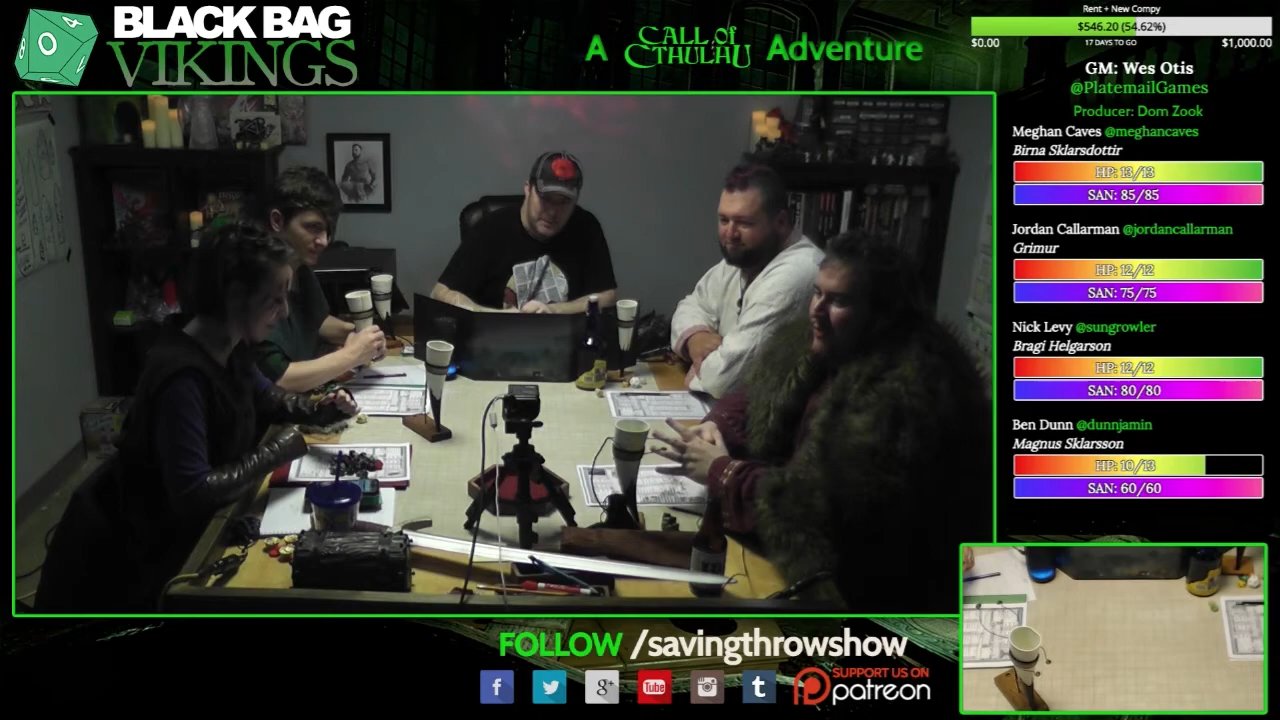 BLACK BAG
VIKINGS
A CALL of CTHULHU Adventure
Rent + New Compy
$546.20 (54.62%)
$0.00 17 DAYS TO GO $1,000.00
GM: Wes Otis
@PlatemailGames
Producer: Dom Zook
Meghan Caves @meghancaves
Birna Sklarsdottir
HP: 13/13
SAN: 85/85
Jordan Callarman @jordancallarman
Grimur
HP: 12/12
SAN: 75/75
Nick Levy @sungrowler
Bragi Helgarson
HP: 12/12
SAN: 80/80
Ben Dunn @dunnjamin
Magnus Sklarsson
HP: 10/13
SAN: 60/60
FOLLOW /savingthrowshow
f g+ You Tube t
SUPPORT US ON
patreon